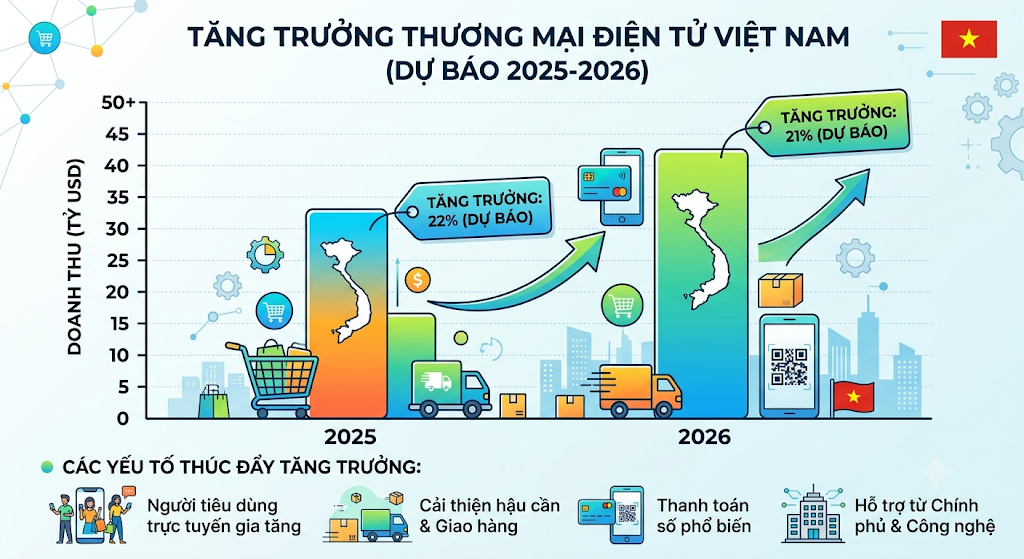 TĂNG TRƯỞNG THƯƠNG MẠI ĐIỆN TỬ VIỆT NAM
(DỰ BÁO 2025-2026)
50+
45
40
35
30
25
20
15
10
5
0
DOANH THU (TỶ USD)
TĂNG TRƯỞNG:
22% (DỰ BÁO)
$
TĂNG TRƯỞNG:
21% (DỰ BÁO)
2025
2026
CÁC YẾU TỐ THÚC ĐẨY TĂNG TRƯỞNG:
Người tiêu dùng
trực tuyến gia tăng
Cải thiện hậu cần
& Giao hàng
Thanh toán
số phổ biến
Hỗ trợ từ Chính
phủ & Công nghệ